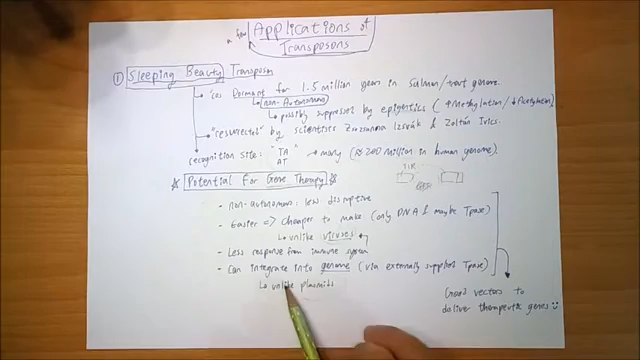 a few Applications of
Transposons
① Sleeping Beauty Transposon
'cos Dormant for 1.5 million years in Salmon/trout genome.
non-Autonomous
possibly suppressed by epigentics (↑Methylation/↓Acetylation)
"resurrected" by scientists Zsuzsanna Izsvák & Zoltán Ivics.
recognition site: "TA → many (≈200 million in human genome).
AT"
TIR
☆ Potential for Gene Therapy ☆
- non-autonomous: less disruptive
- Easier => Cheaper to make (only DNA & maybe Tpase)
unlike viruses
- Less response from immune system
- Can integrate into genome (via externally supplied Tpase)
unlike plasmids
Good vectors to
deliver therapeutic genes